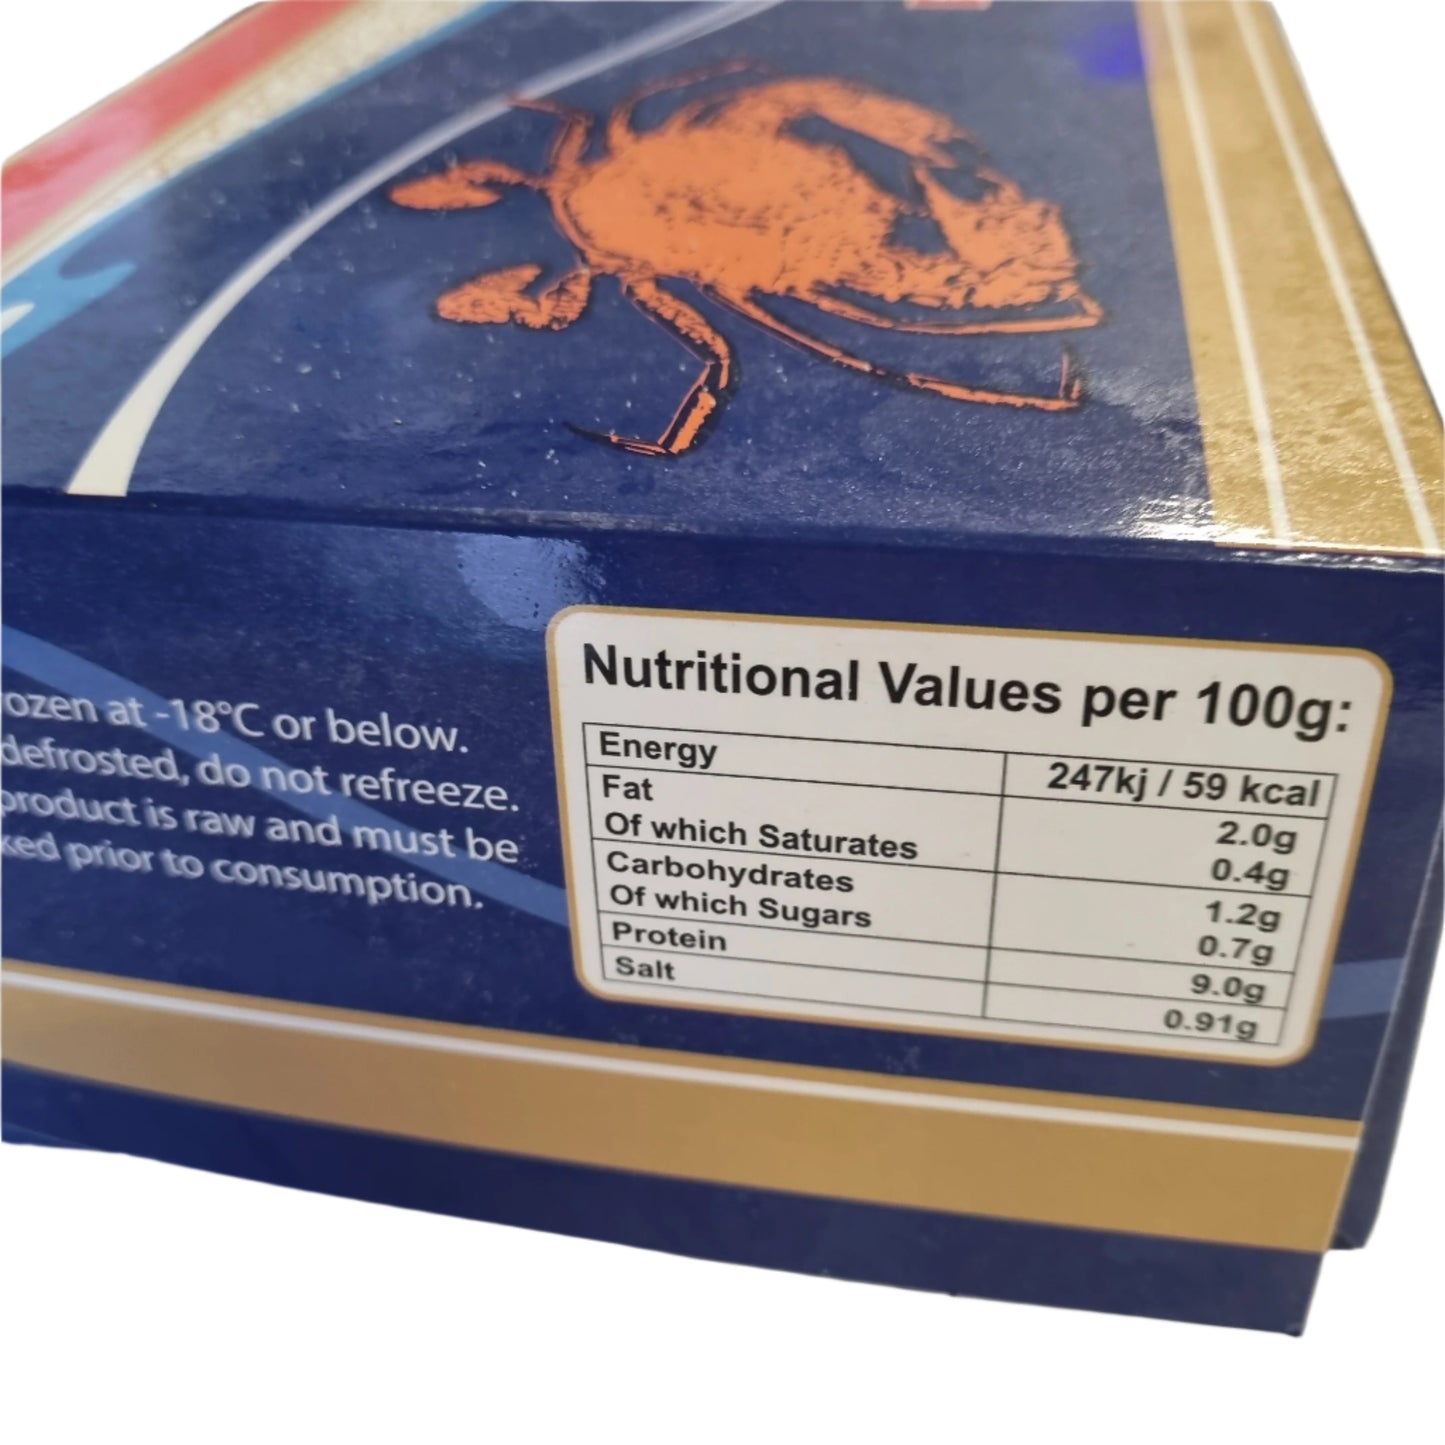 at -18°C or below.
defrosted, do not refreeze.
product is raw and must be
prior to consumption.
Nutritional Values per 100g:
Energy 247kj / 59 kcal
Fat 2.0g
Of which Saturates 0.4g
Carbohydrates 1.2g
Of which Sugars 0.7g
Protein 9.0g
Salt 0.91g